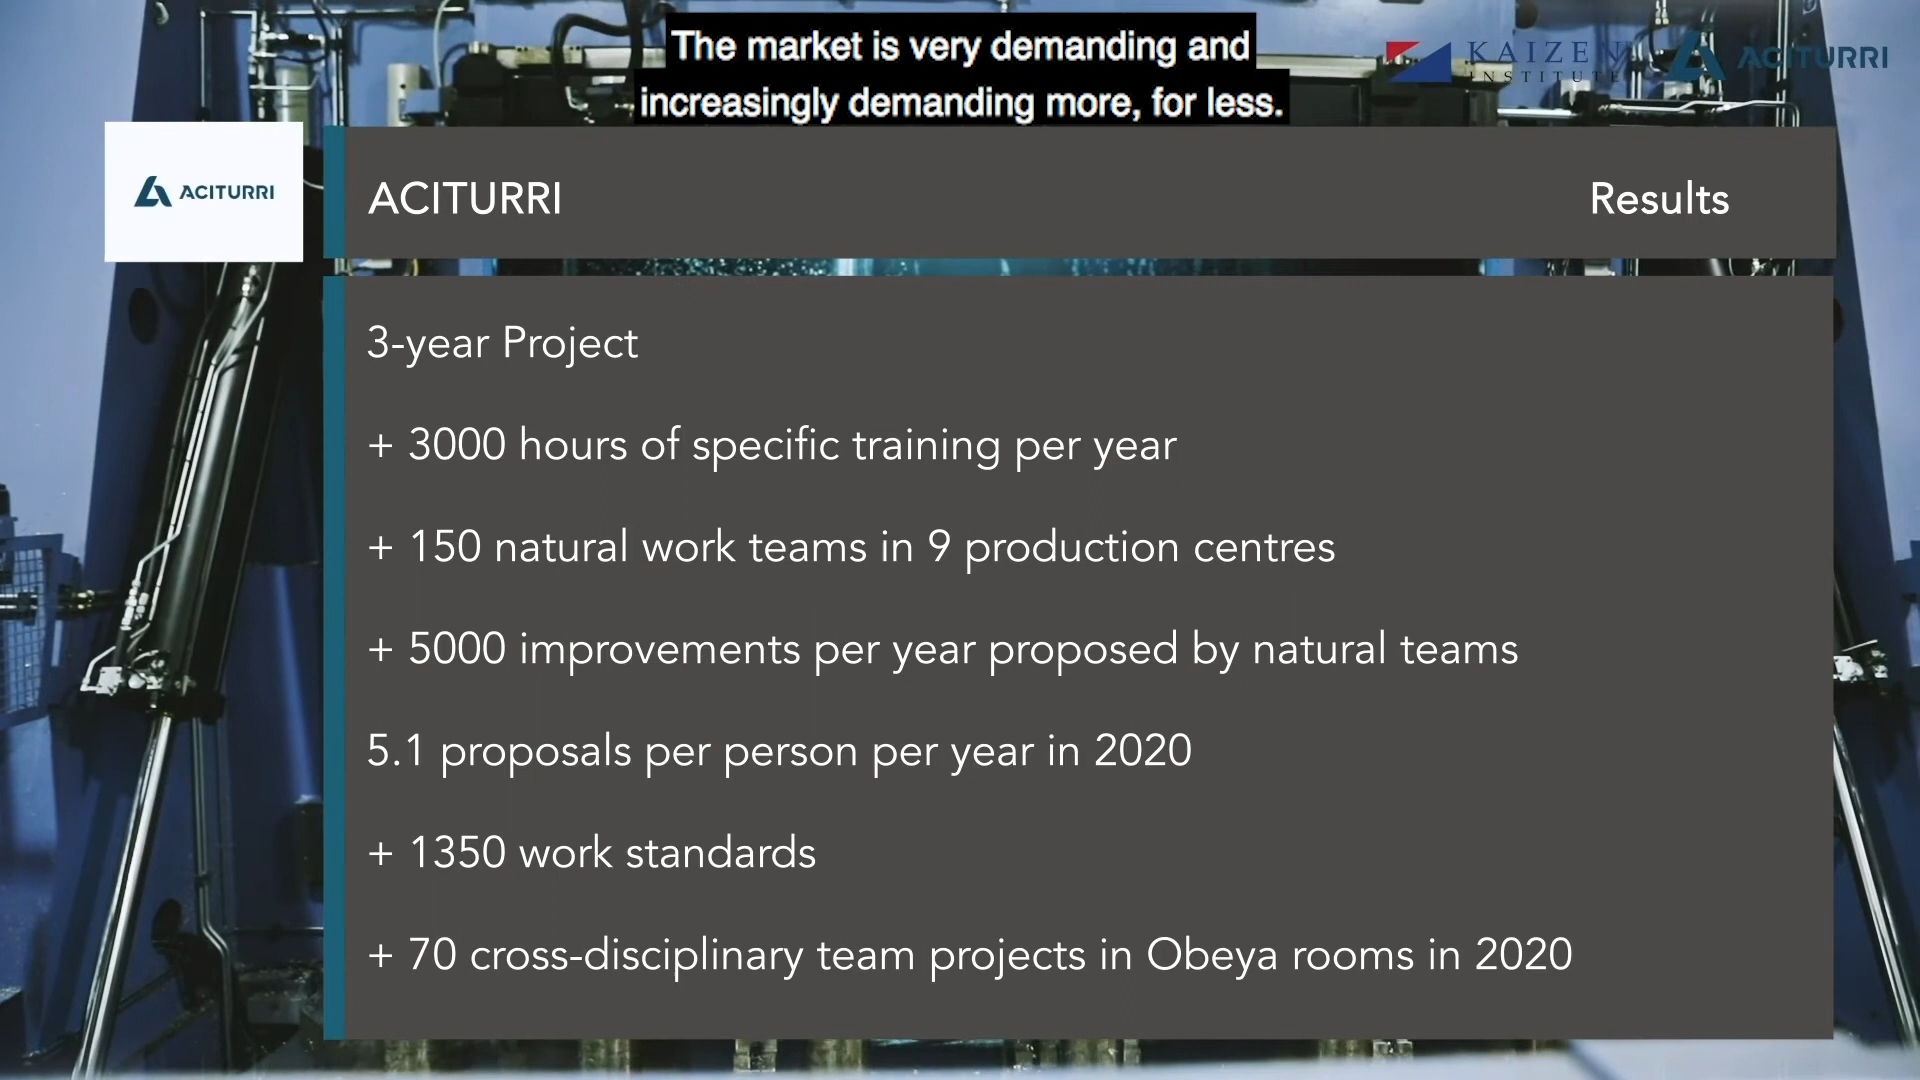 The market is very demanding and
increasingly demanding more, for less.
KAIZEN
INSTITUTE
ACITURRI
ACITURRI
ACITURRI
Results
3-year Project
+ 3000 hours of specific training per year
+ 150 natural work teams in 9 production centres
+ 5000 improvements per year proposed by natural teams
5.1 proposals per person per year in 2020
+ 1350 work standards
+ 70 cross-disciplinary team projects in Obeya rooms in 2020